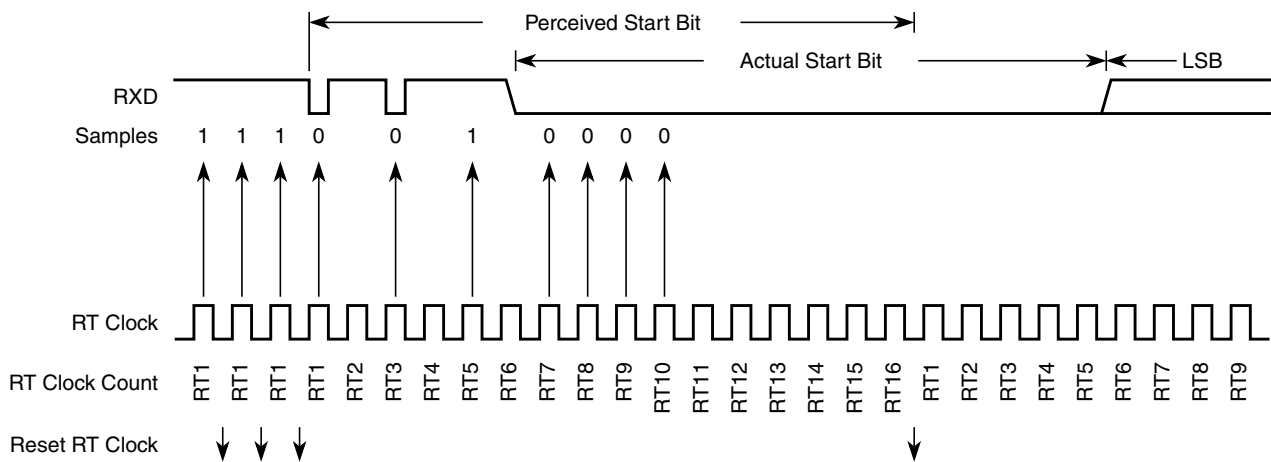 Perceived Start Bit
Actual Start Bit
LSB
RXD
Samples 1 1 1 0 0 1 0 0 0 0
RT Clock
RT Clock Count RT1 RT1 RT1 RT1 RT2 RT3 RT4 RT5 RT6 RT7 RT8 RT9 RT10 RT11 RT12 RT13 RT14 RT15 RT16 RT1 RT2 RT3 RT4 RT5 RT6 RT7 RT8 RT9
Reset RT Clock